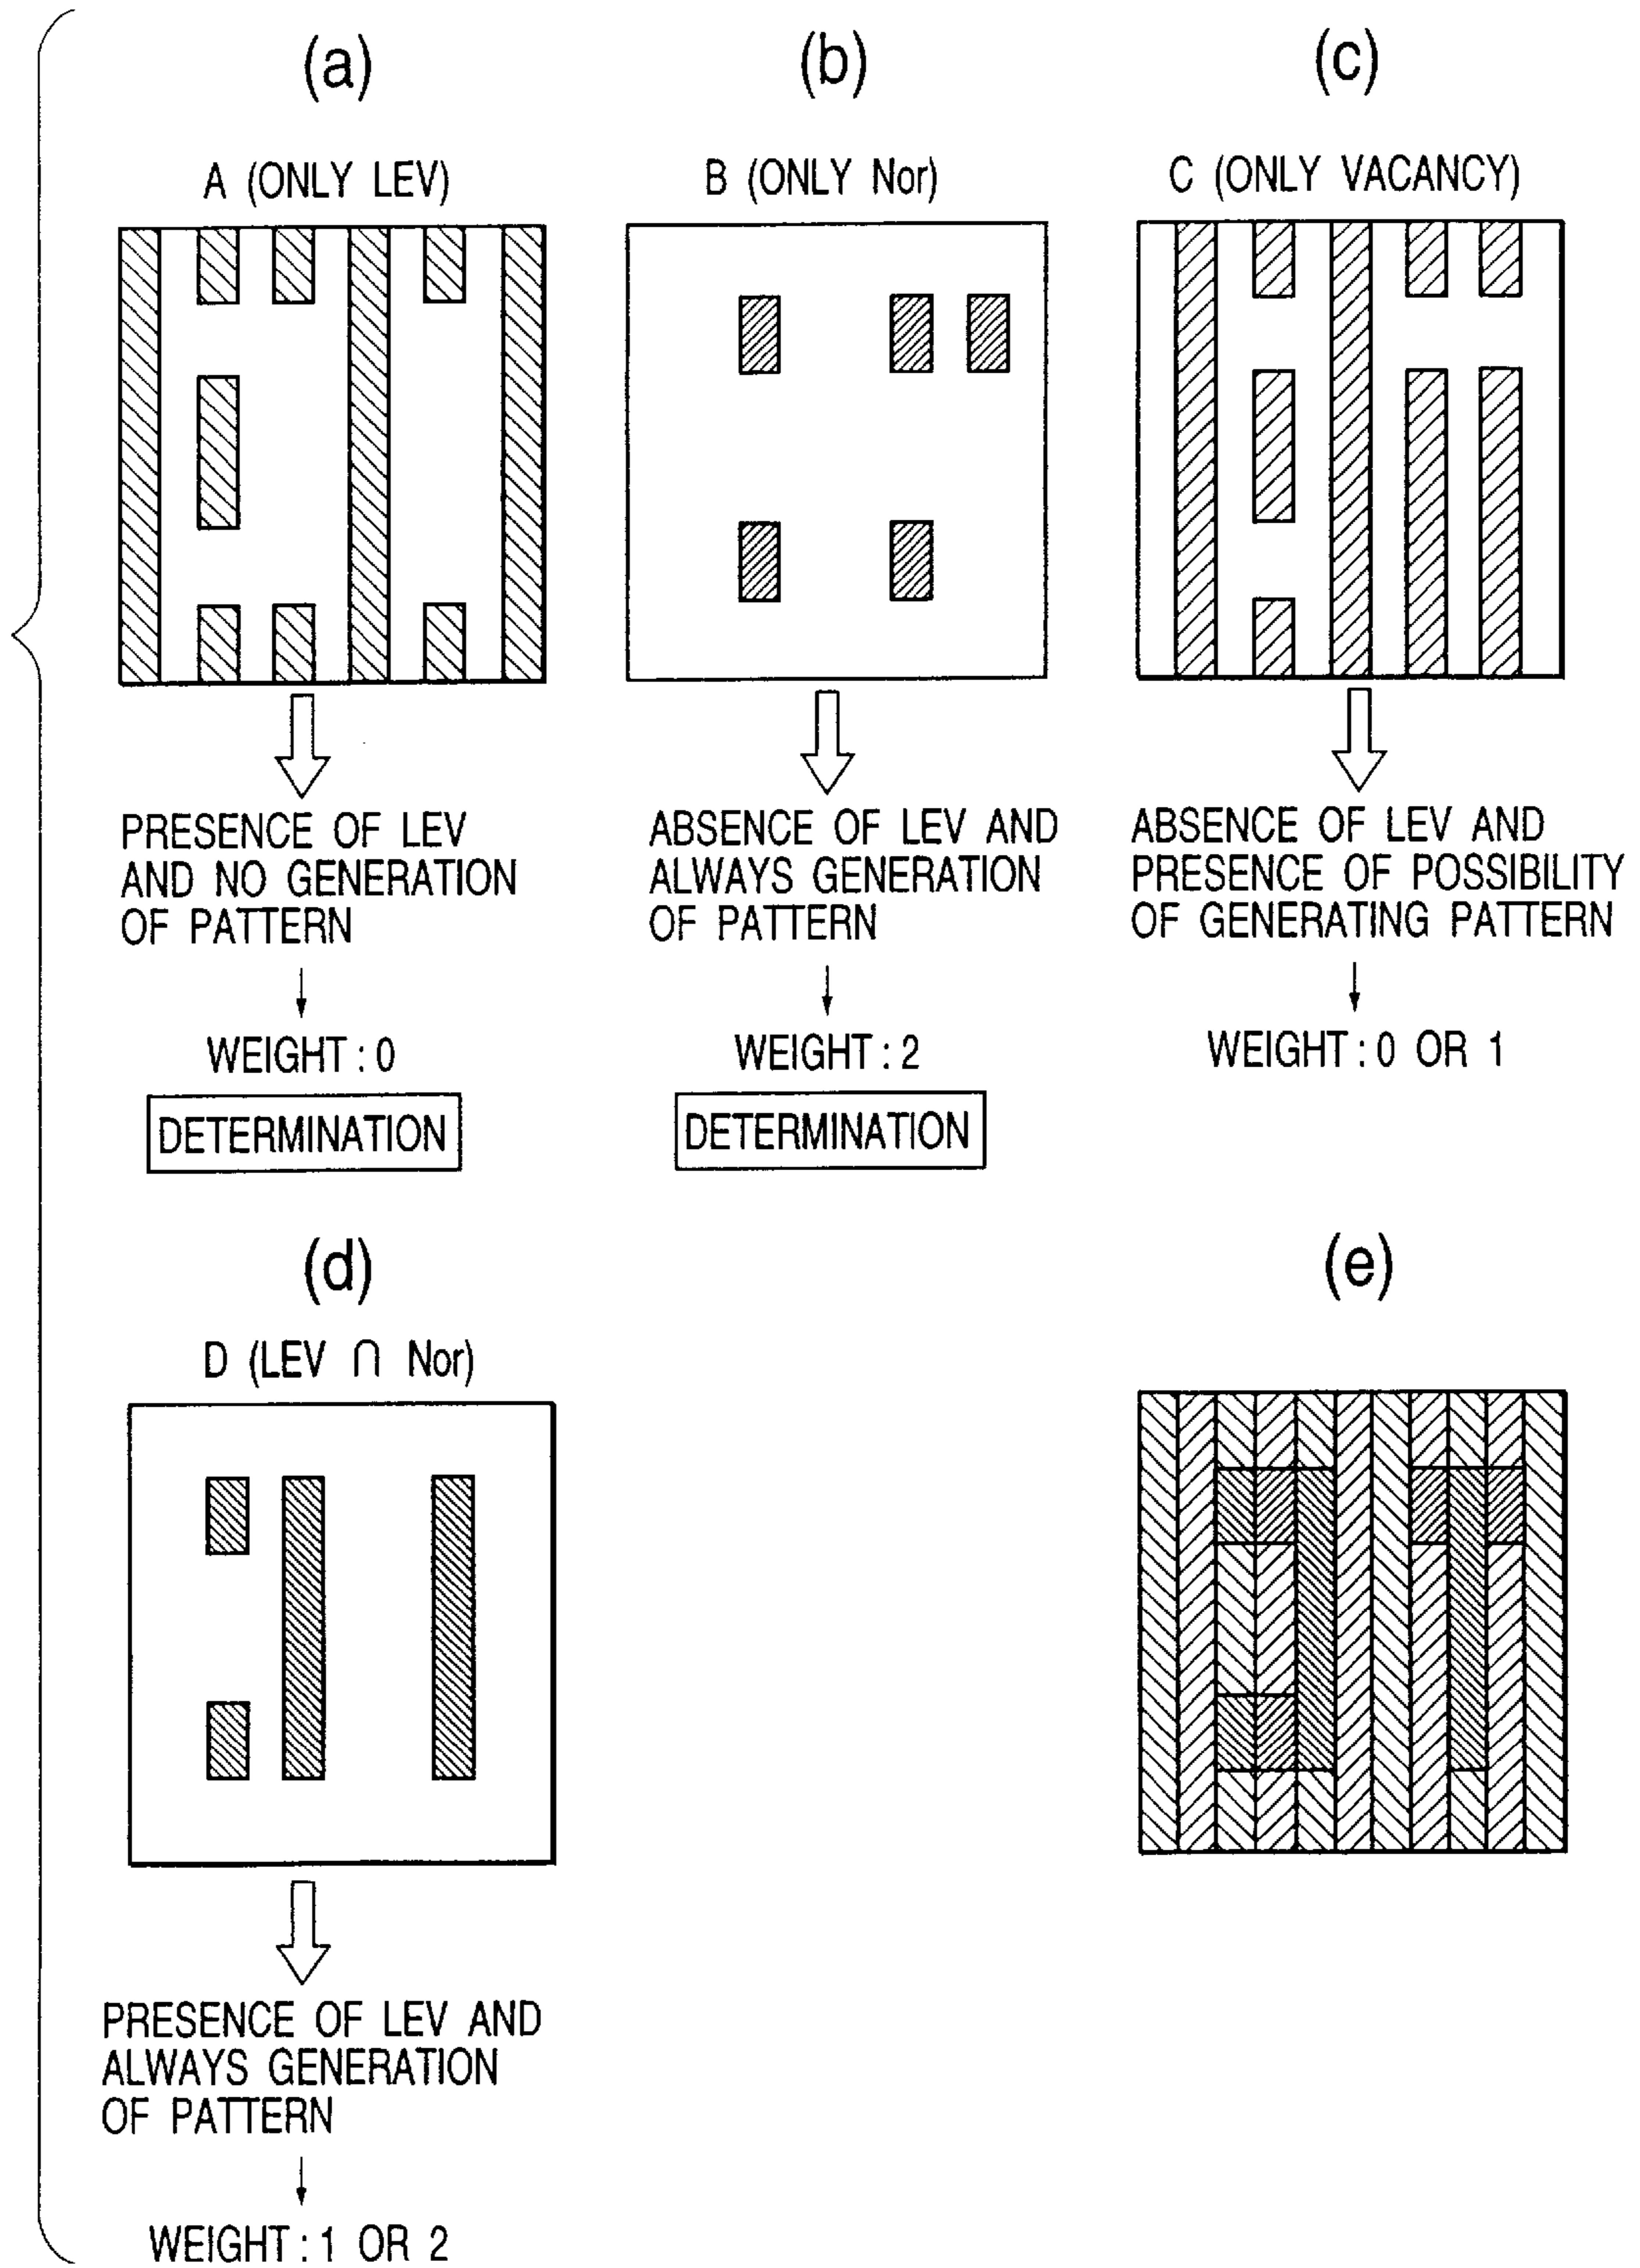 (a)
A (ONLY LEV)
PRESENCE OF LEV
AND NO GENERATION
OF PATTERN
WEIGHT : 0
DETERMINATION
(b)
B (ONLY Nor)
ABSENCE OF LEV AND
ALWAYS GENERATION
OF PATTERN
WEIGHT : 2
DETERMINATION
(c)
C (ONLY VACANCY)
ABSENCE OF LEV AND
PRESENCE OF POSSIBILITY
OF GENERATING PATTERN
WEIGHT : 0 OR 1
(d)
D (LEV ∩ Nor)
PRESENCE OF LEV AND
ALWAYS GENERATION
OF PATTERN
WEIGHT : 1 OR 2
(e)